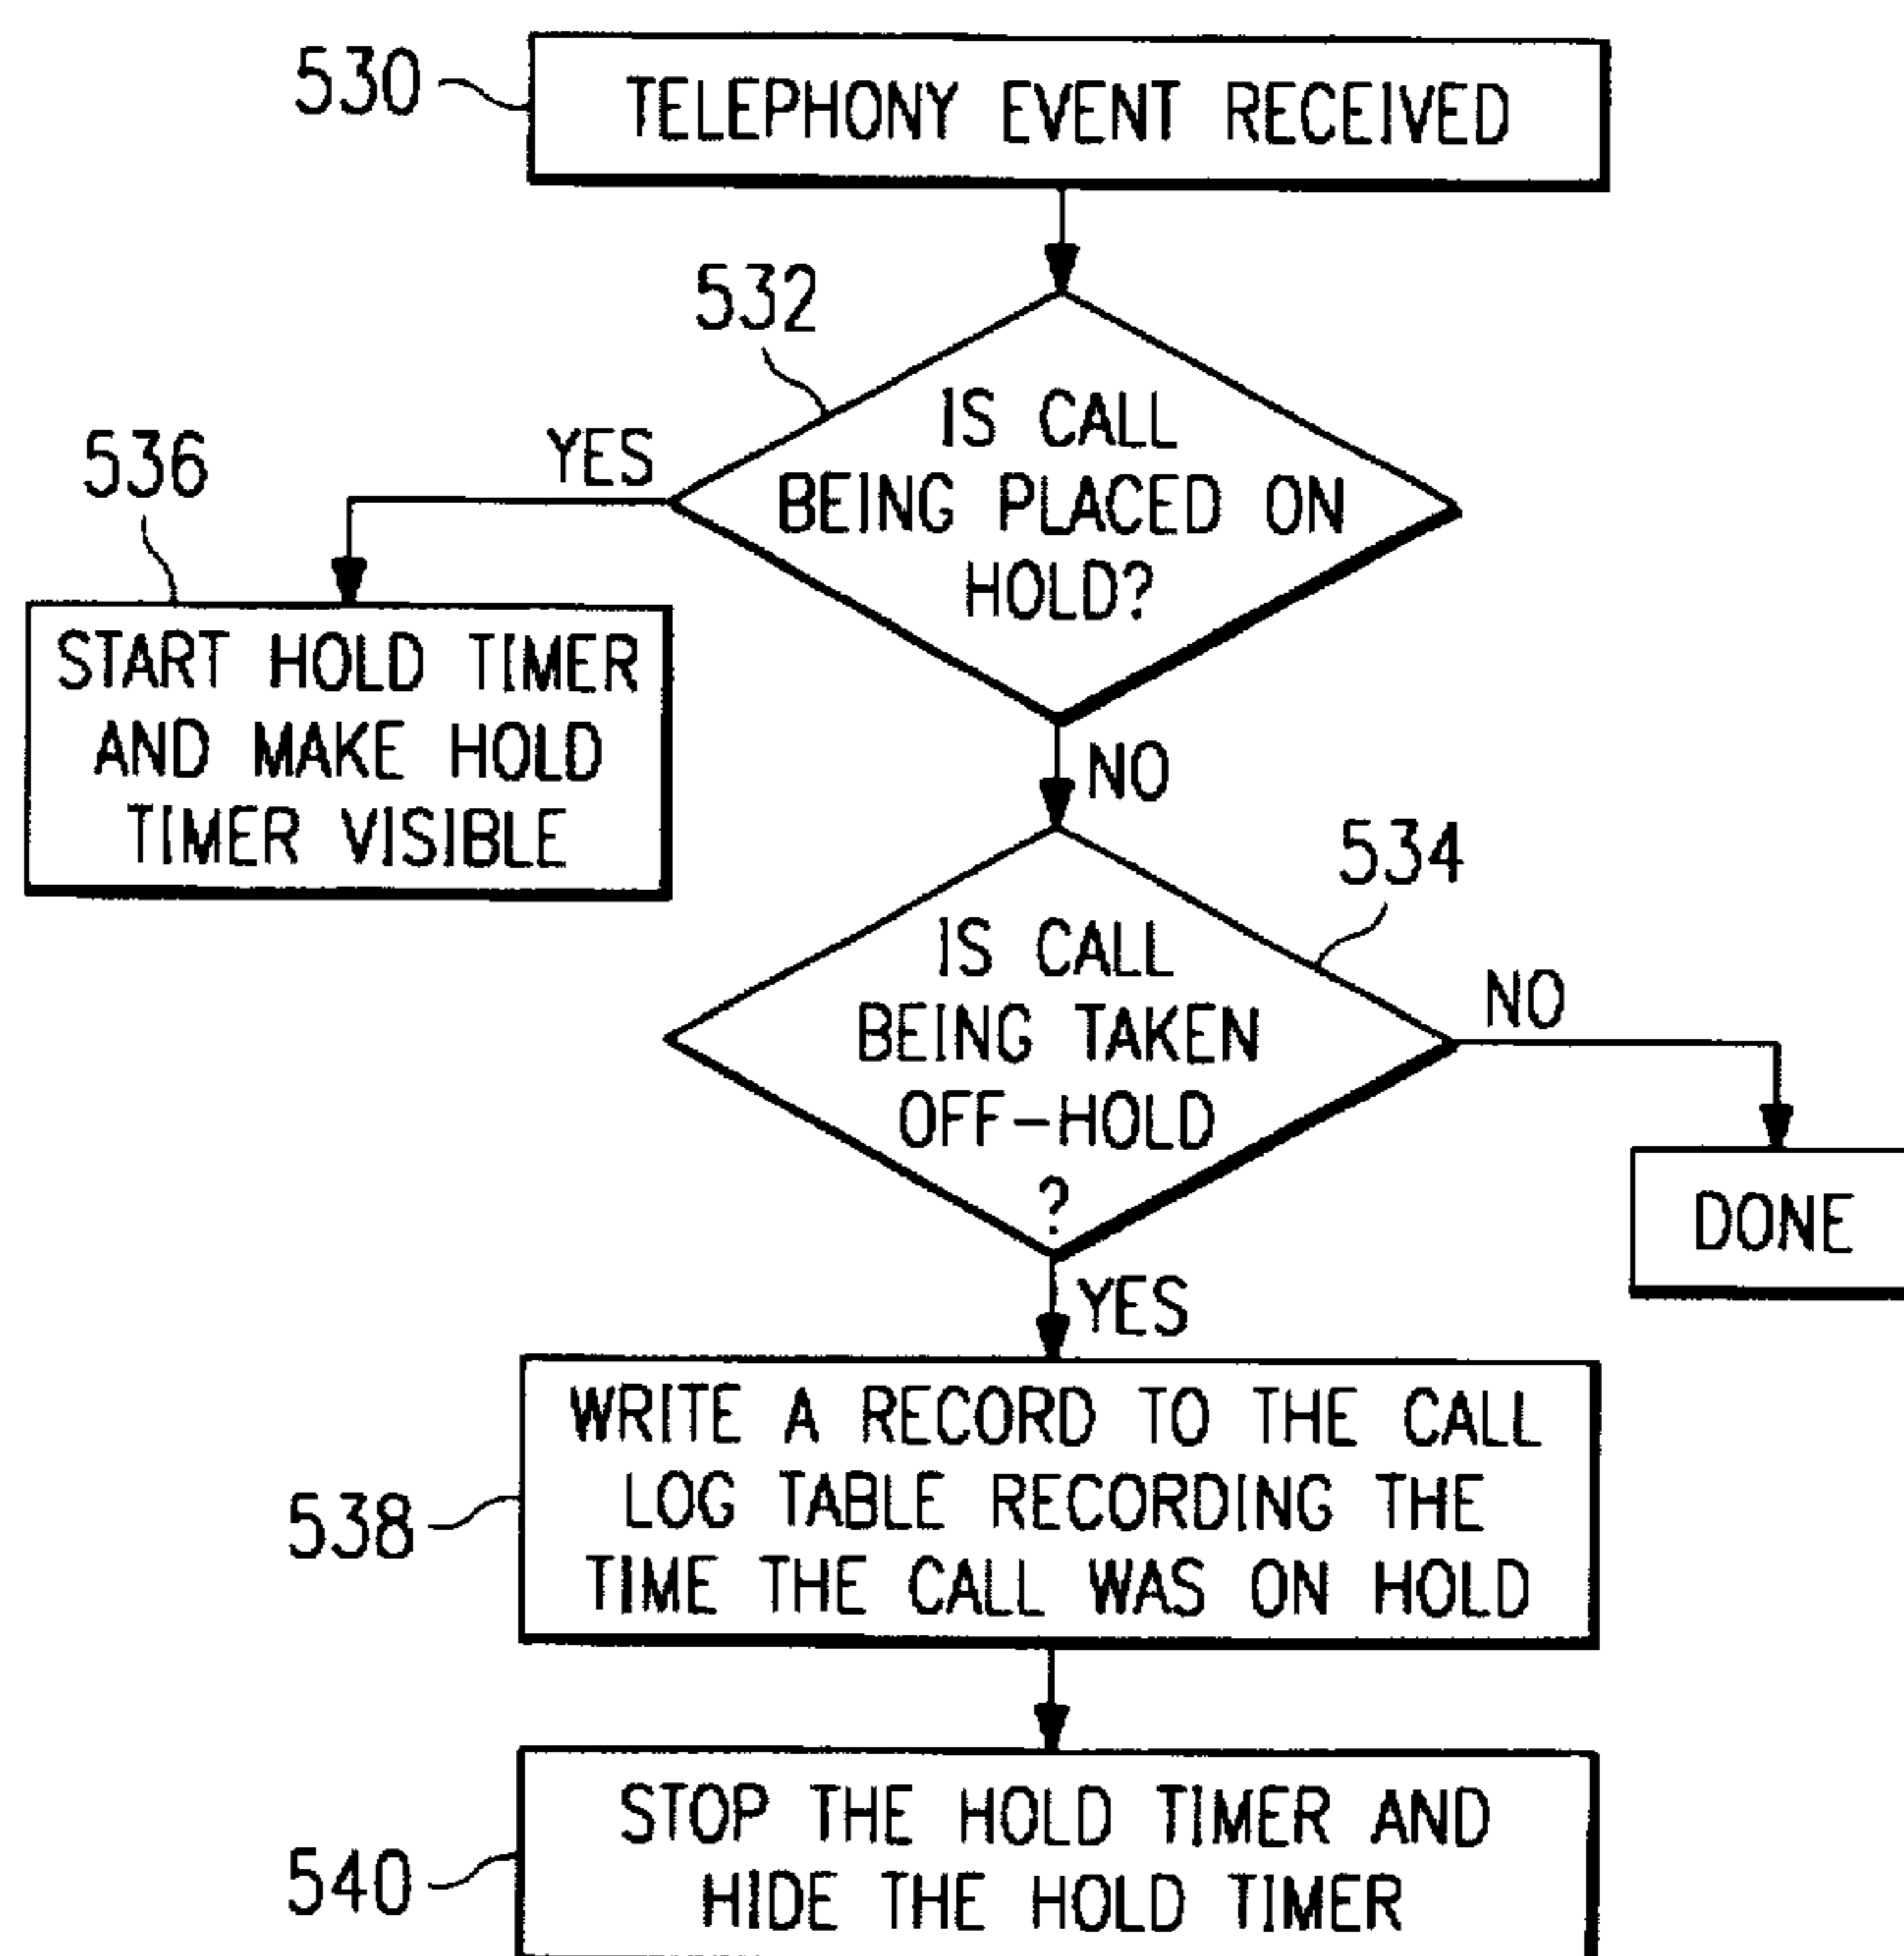 530
TELEPHONY EVENT RECEIVED
532
IS CALL
BEING PLACED ON
HOLD?
YES
536
START HOLD TIMER
AND MAKE HOLD
TIMER VISIBLE
NO
534
IS CALL
BEING TAKEN
OFF-HOLD
?
NO
DONE
YES
538
WRITE A RECORD TO THE CALL
LOG TABLE RECORDING THE
TIME THE CALL WAS ON HOLD
540
STOP THE HOLD TIMER AND
HIDE THE HOLD TIMER